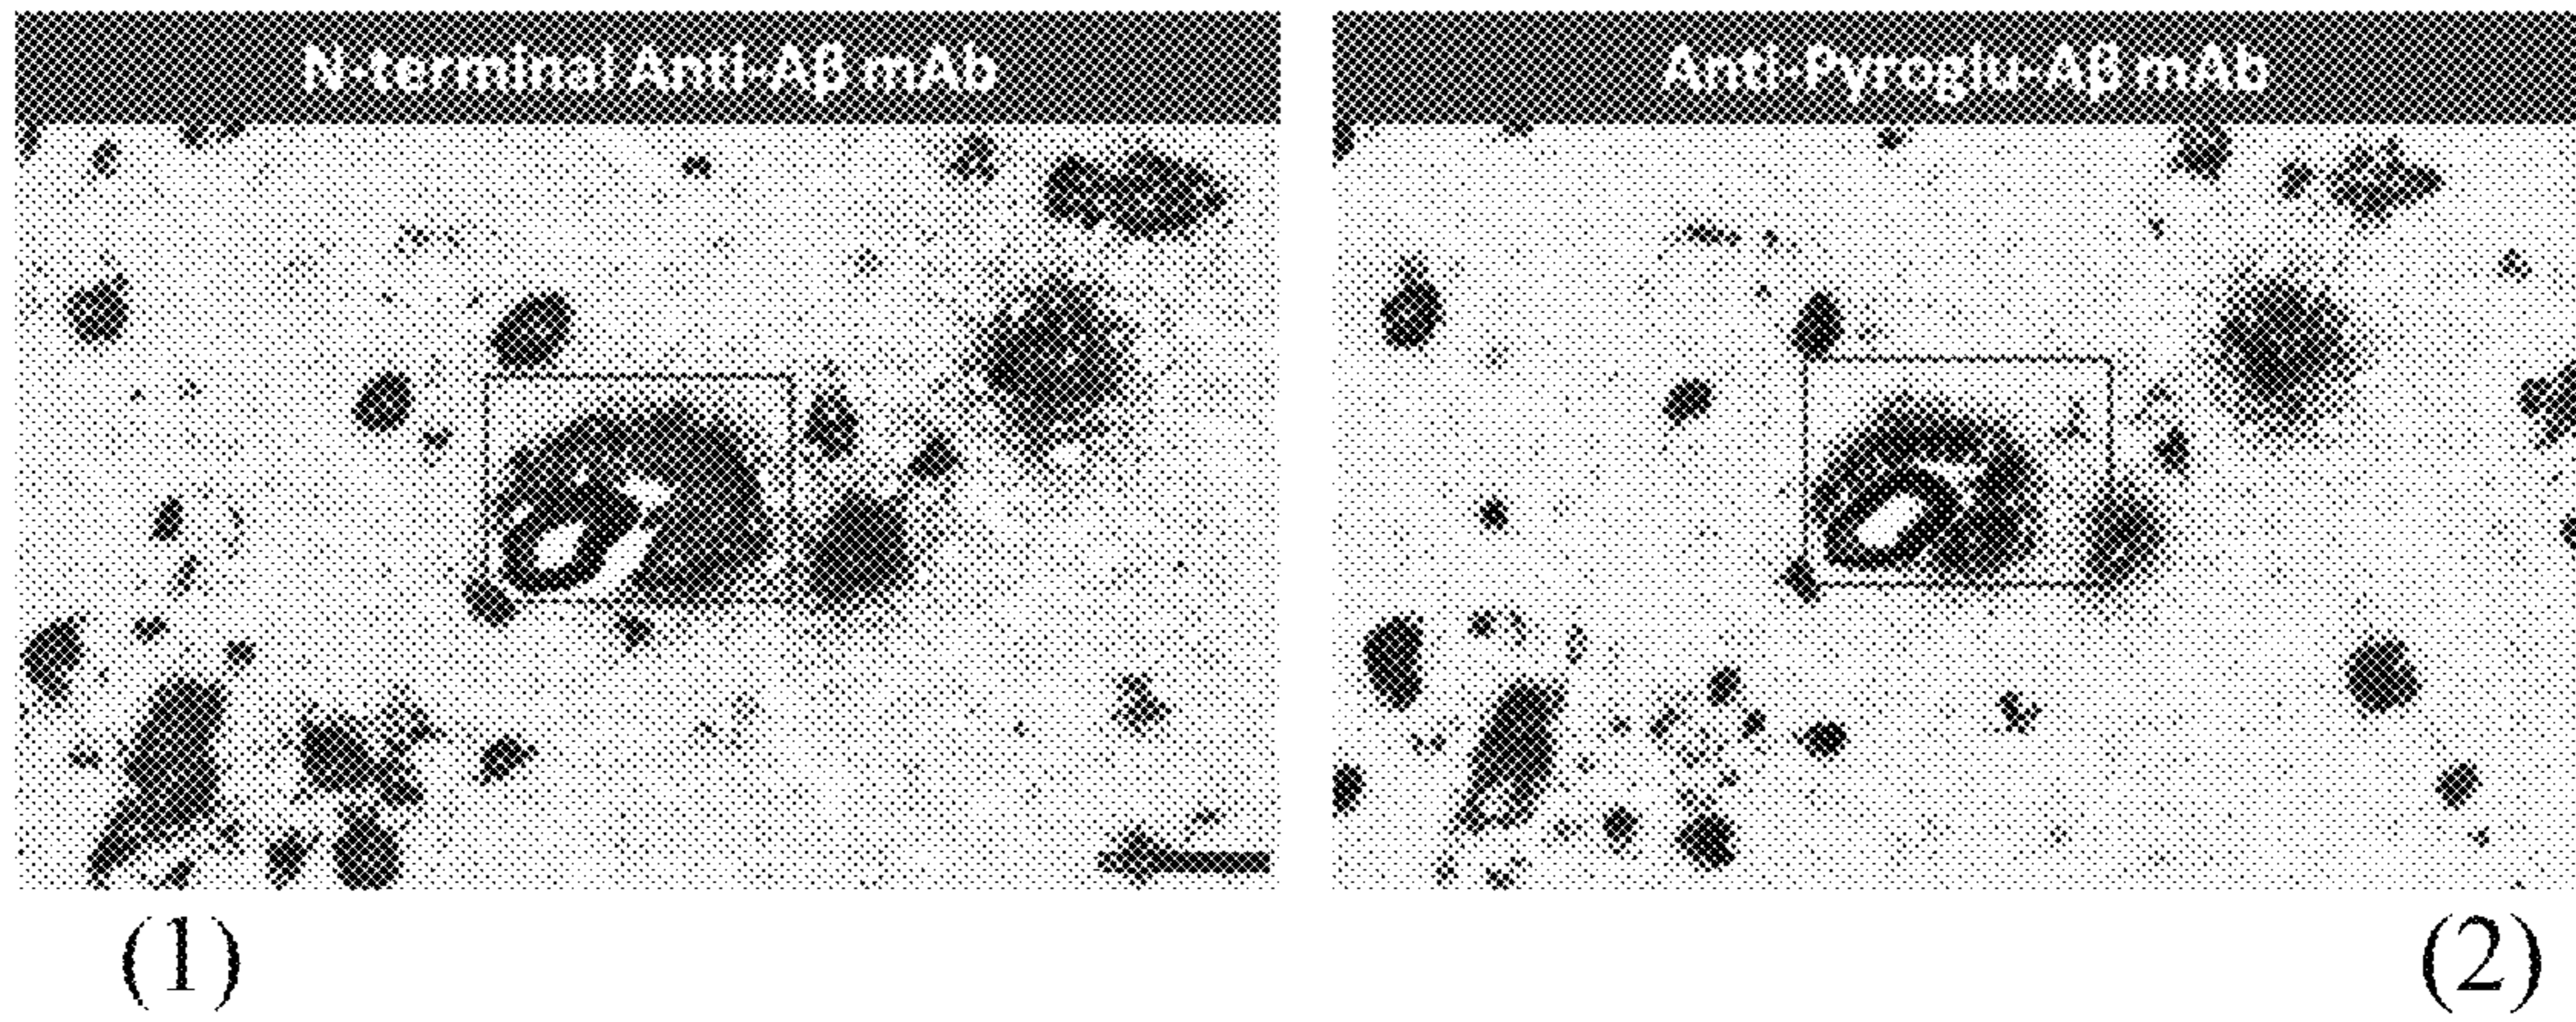 N-terminal Anti-Aβ mAb
Anti-Pyroglu-Aβ mAb
(1)
(2)